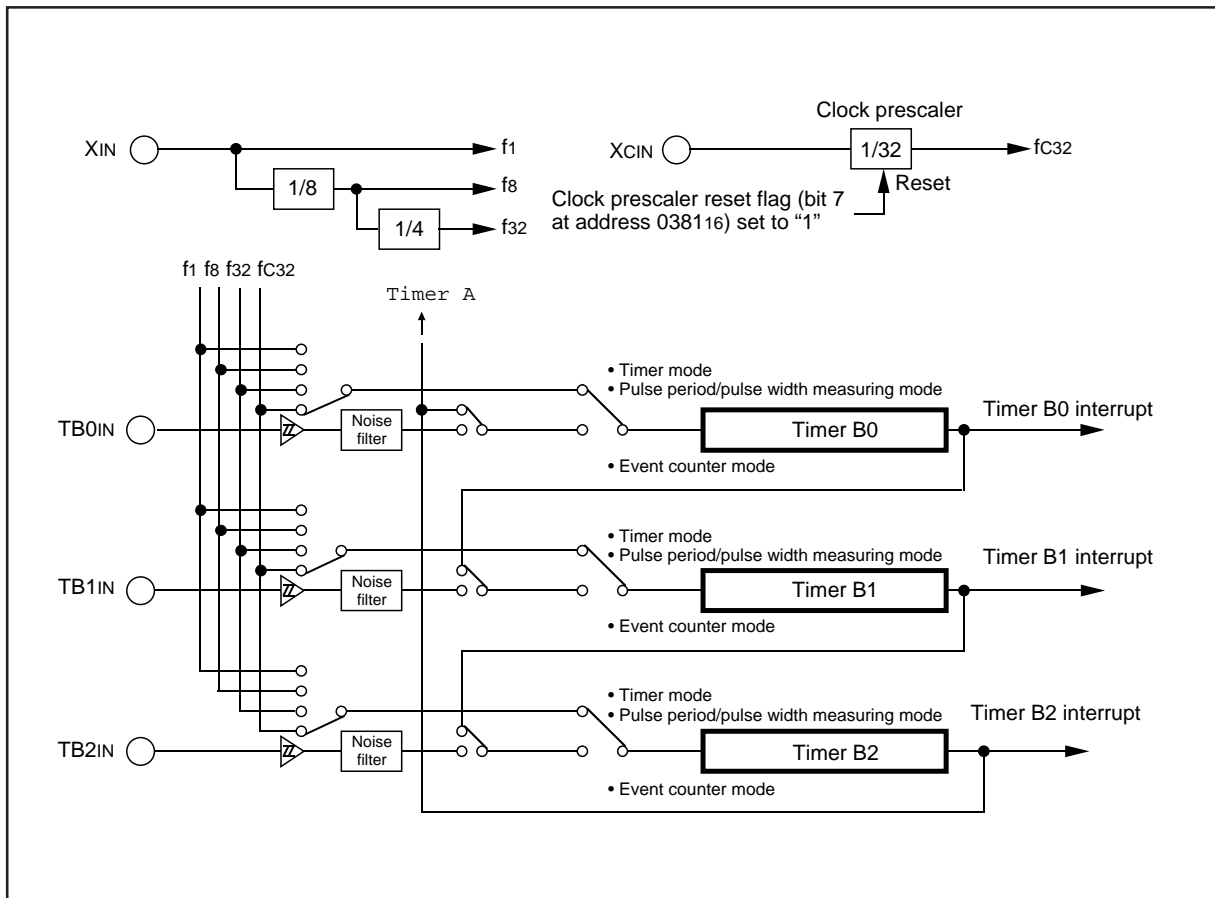 Clock prescaler
XIN
f1
XCIN
1/32
fC32
1/8
f8
Reset
Clock prescaler reset flag (bit 7
at address 038116) set to “1”
1/4
f32
f1 f8 f32 fC32
Timer A
• Timer mode
• Pulse period/pulse width measuring mode
TB0IN
Noise
filter
Timer B0
Timer B0 interrupt
• Event counter mode
• Timer mode
• Pulse period/pulse width measuring mode
TB1IN
Noise
filter
Timer B1
Timer B1 interrupt
• Event counter mode
• Timer mode
• Pulse period/pulse width measuring mode
TB2IN
Noise
filter
Timer B2
Timer B2 interrupt
• Event counter mode